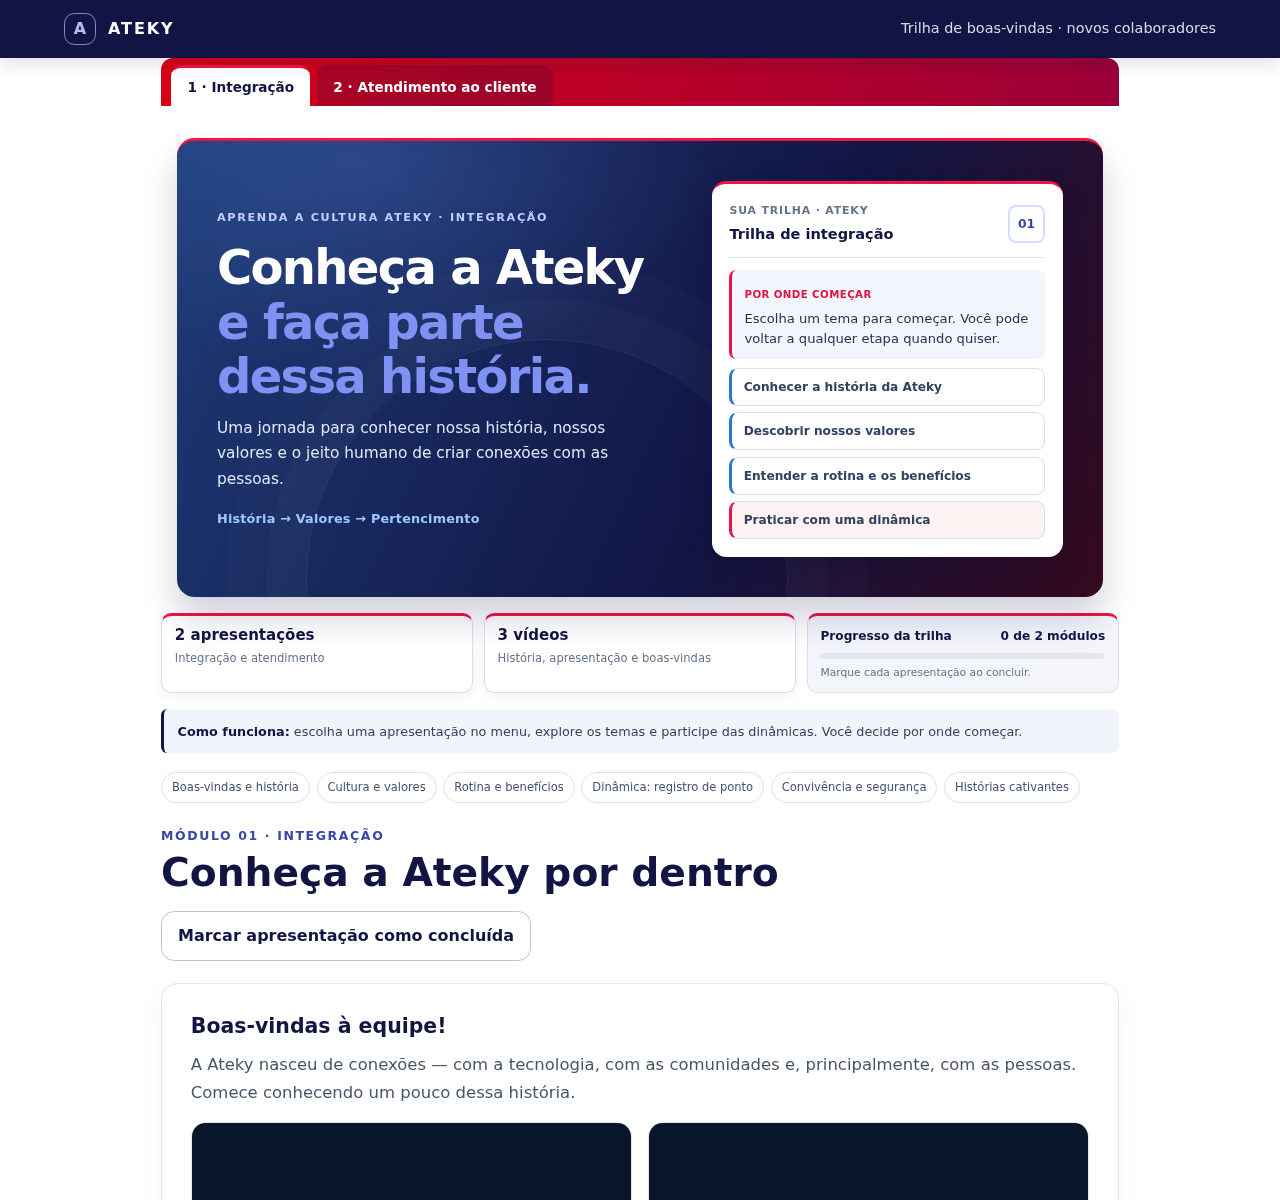 A ATEKY
Trilha de boas-vindas · novos colaboradores
1 · Integração
2 · Atendimento ao cliente
APRENDA A CULTURA ATEKY · INTEGRAÇÃO
Conheça a Ateky
e faça parte
dessa história.
Uma jornada para conhecer nossa história, nossos
valores e o jeito humano de criar conexões com as
pessoas.
História → Valores → Pertencimento
SUA TRILHA · ATEKY
Trilha de integração
01
POR ONDE COMEÇAR
Escolha um tema para começar. Você pode
voltar a qualquer etapa quando quiser.
Conhecer a história da Ateky
Descobrir nossos valores
Entender a rotina e os benefícios
Praticar com uma dinâmica
2 apresentações
Integração e atendimento
3 vídeos
História, apresentação e boas-vindas
Progresso da trilha
0 de 2 módulos
Marque cada apresentação ao concluir.
Como funciona: escolha uma apresentação no menu, explore os temas e participe das dinâmicas. Você decide por onde começar.
Boas-vindas e história
Cultura e valores
Rotina e benefícios
Dinâmica: registro de ponto
Convivência e segurança
Histórias cativantes
MÓDULO 01 · INTEGRAÇÃO
Conheça a Ateky por dentro
Marcar apresentação como concluída
Boas-vindas à equipe!
A Ateky nasceu de conexões — com a tecnologia, com as comunidades e, principalmente, com as pessoas.
Comece conhecendo um pouco dessa história.